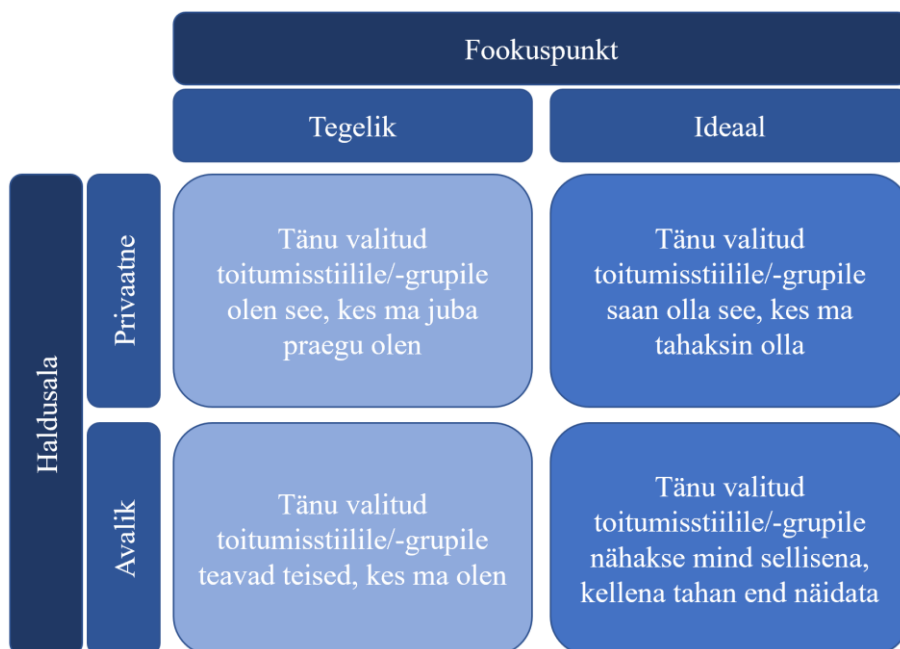 Fookuspunkt
Tegelik
Ideaal
Haldusala
Privaatne
Tänu valitud
toitumisstiilile/-grupile
olen see, kes ma juba
praegu olen
Tänu valitud
toitumisstiilile/-grupile
saan olla see, kes ma
tahaksin olla
Avalik
Tänu valitud
toitumisstiilile/-grupile
teavad teised, kes ma olen
Tänu valitud
toitumisstiilile/-grupile
nähakse mind sellisena,
kellena tahan end näidata